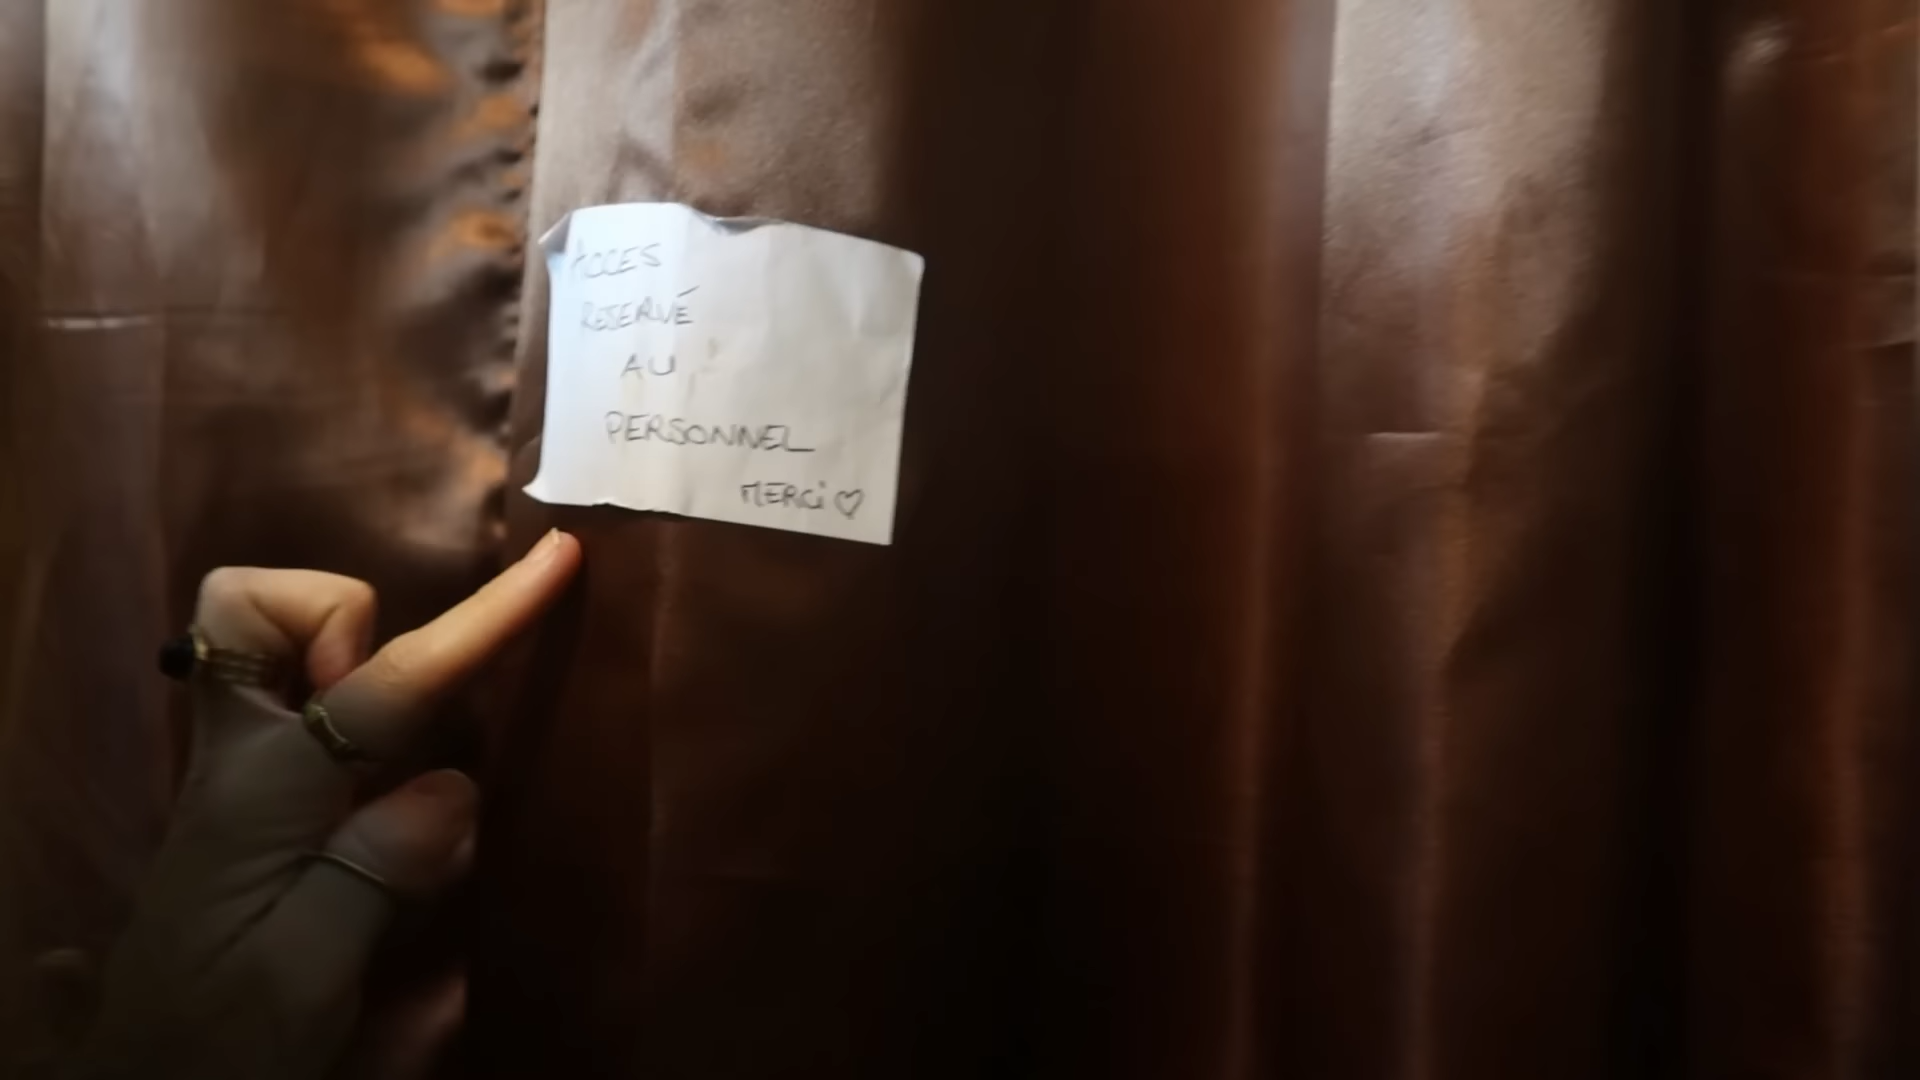 ACCES
RESERVÉ
AU
PERSONNEL
MERCi ♡